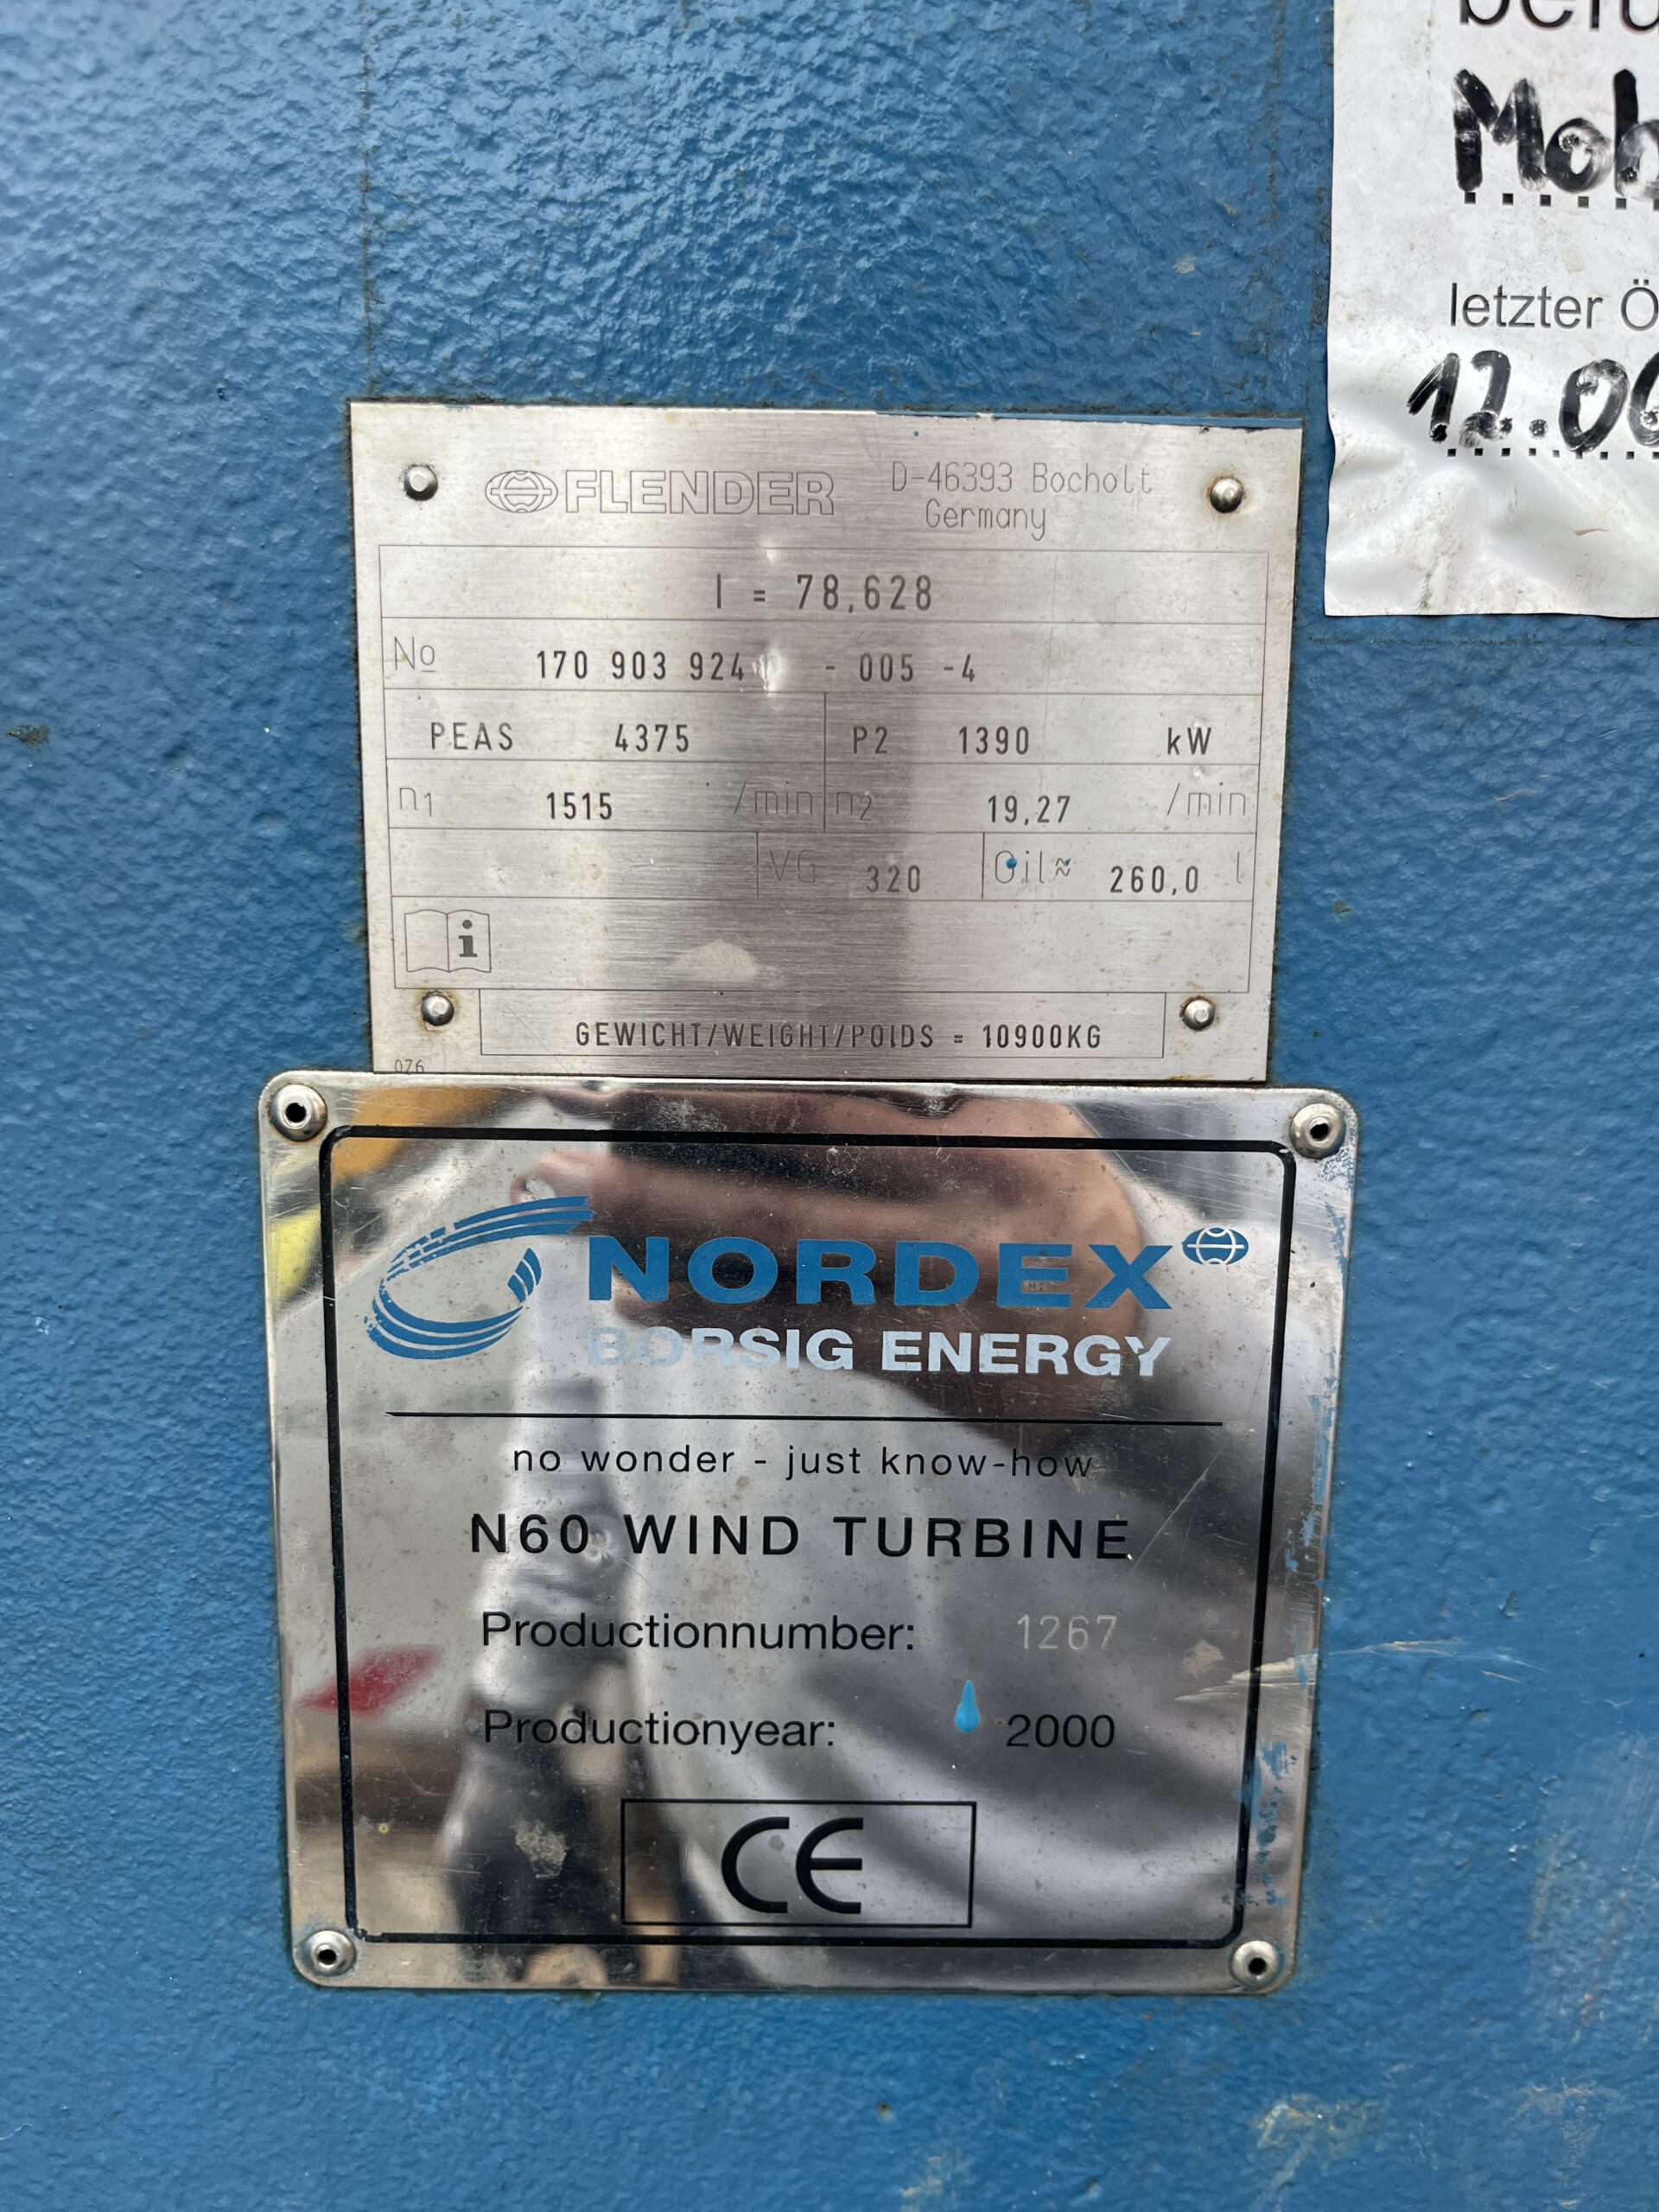 FLENDER D-46393 Bocholt
Germany
I = 78,628
No 170 903 924 - 005 -4
PEAS 4375 P2 1390 kW
n1 1515 /min n2 19,27 /min
VG 320 Oil≈ 260,0 l
i
GEWICHT/WEIGHT/POIDS = 10900KG
076
NORDEX
BORSIG ENERGY
no wonder - just know-how
N60 WIND TURBINE
Productionnumber: 1267
Productionyear: 2000
CE
letzter